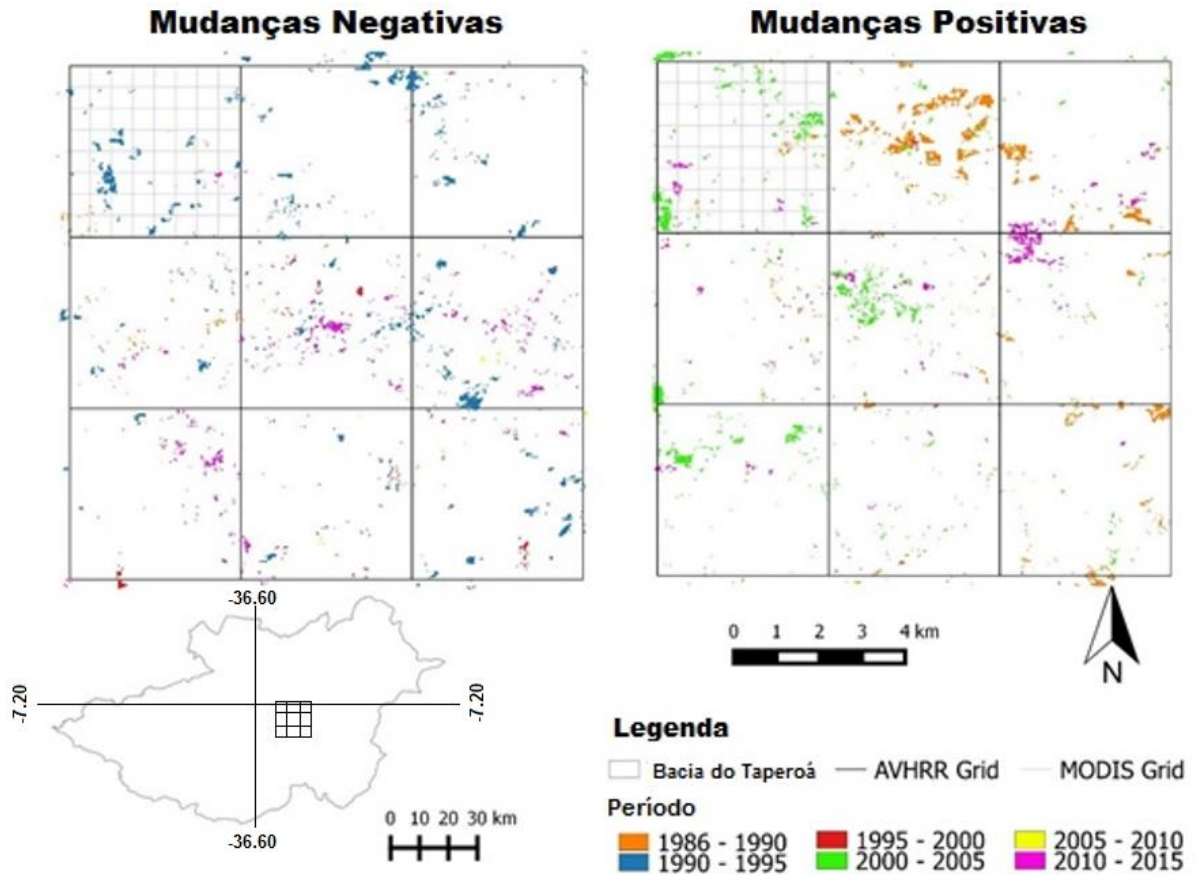 Mudanças Negativas
Mudanças Positivas
-36.60
-7.20
-7.20
-36.60
0 10 20 30 km
0 1 2 3 4 km
N
Legenda
Bacia do Taperoá AVHRR Grid MODIS Grid
Período
1986 - 1990 1995 - 2000 2005 - 2010
1990 - 1995 2000 - 2005 2010 - 2015